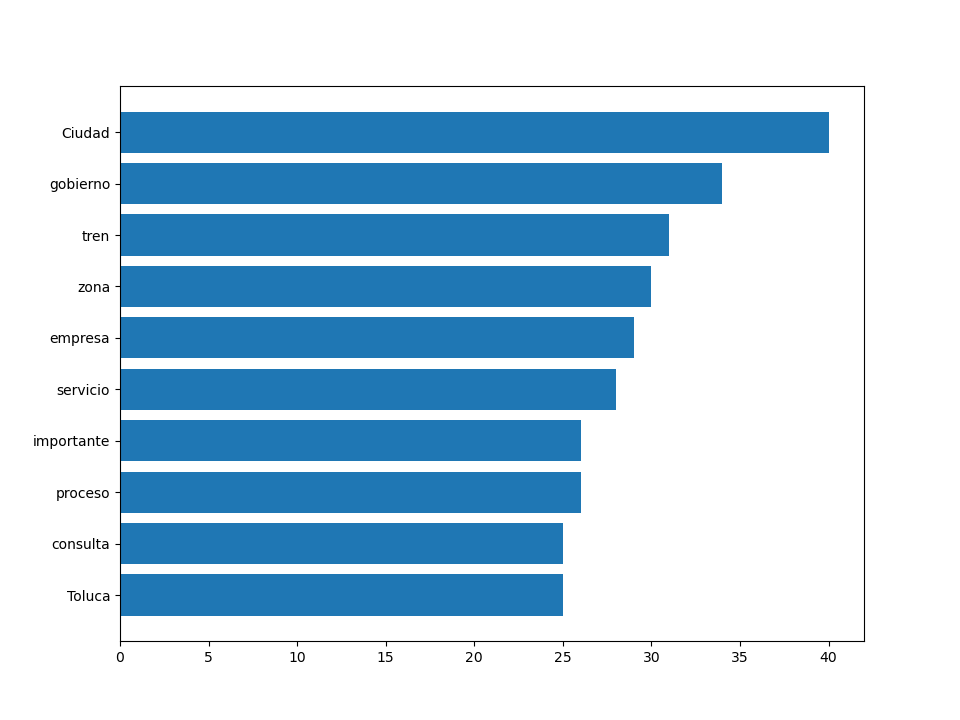 Ciudad
gobierno
tren
zona
empresa
servicio
importante
proceso
consulta
Toluca
0 5 10 15 20 25 30 35 40